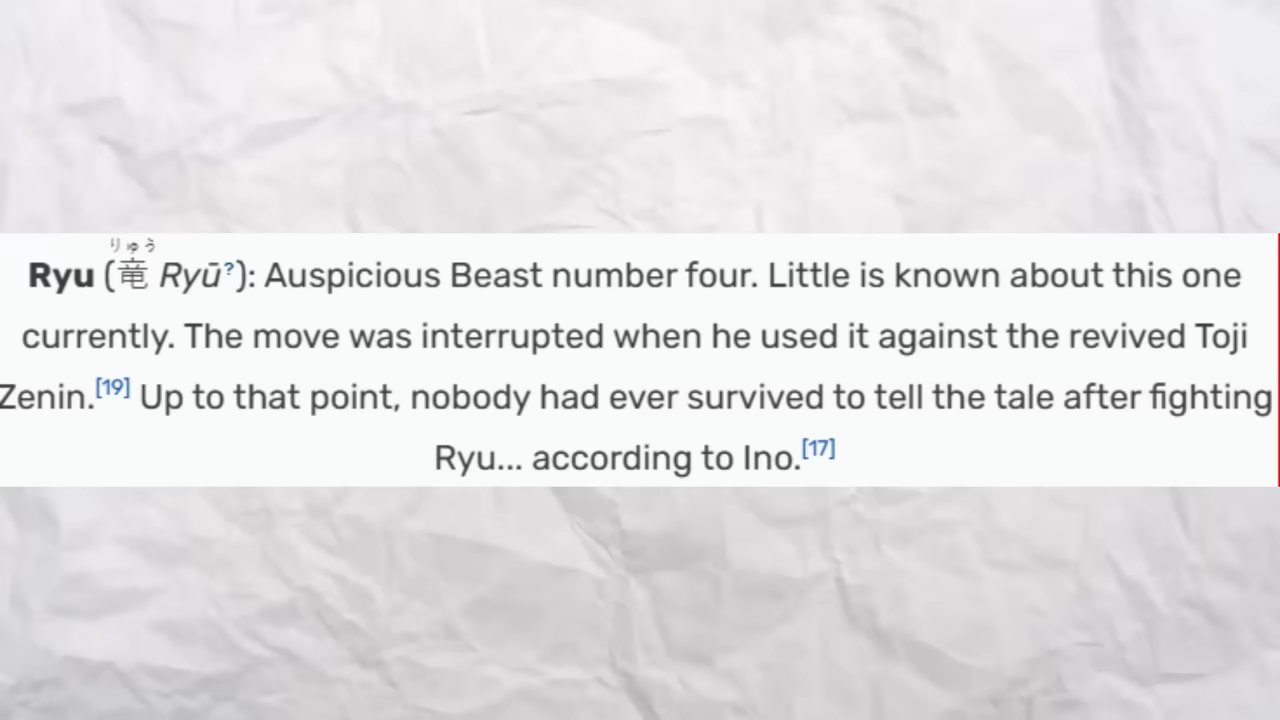 りゅう
Ryu (竜 Ryū?): Auspicious Beast number four. Little is known about this one
currently. The move was interrupted when he used it against the revived Toji
Zenin.[19] Up to that point, nobody had ever survived to tell the tale after fighting
Ryu... according to Ino.[17]